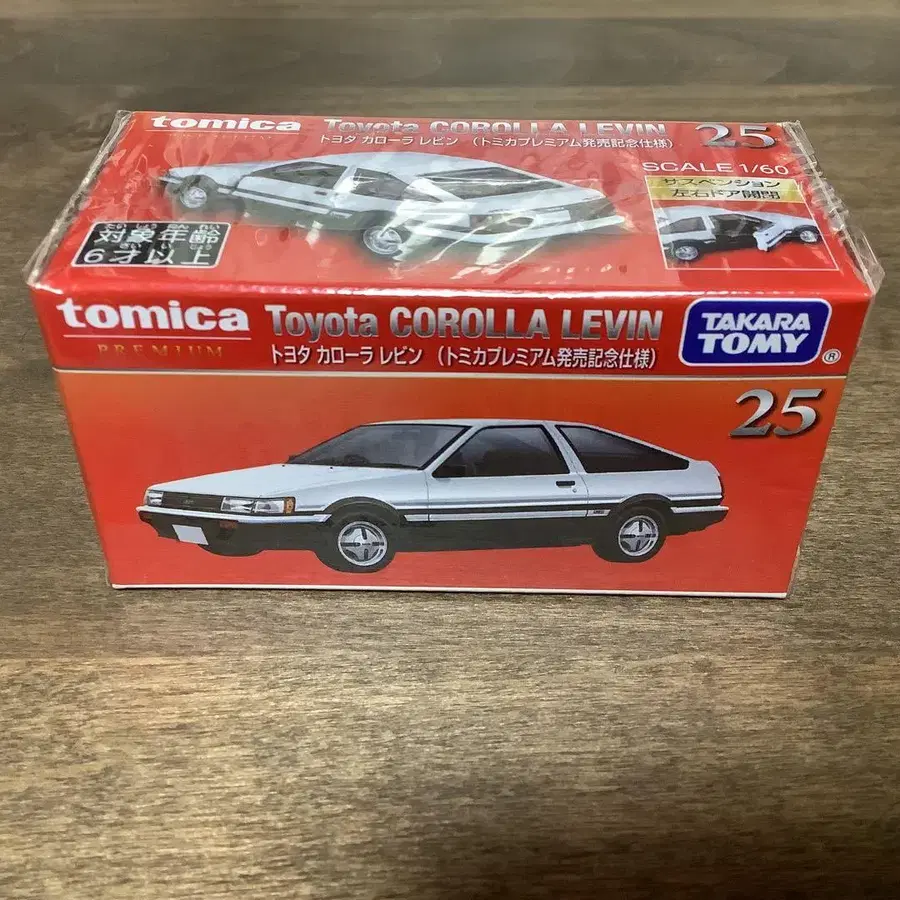 tomica Toyota COROLLA LEVIN 25
トヨタ カローラ レビン (トミカプレミアム発売記念仕様)
SCALE 1/60
サスペンション
左右ドア開閉
対象年齢
6才以上
tomica Toyota COROLLA LEVIN TAKARA TOMY ®
PREMIUM トヨタ カローラ レビン (トミカプレミアム発売記念仕様)
25